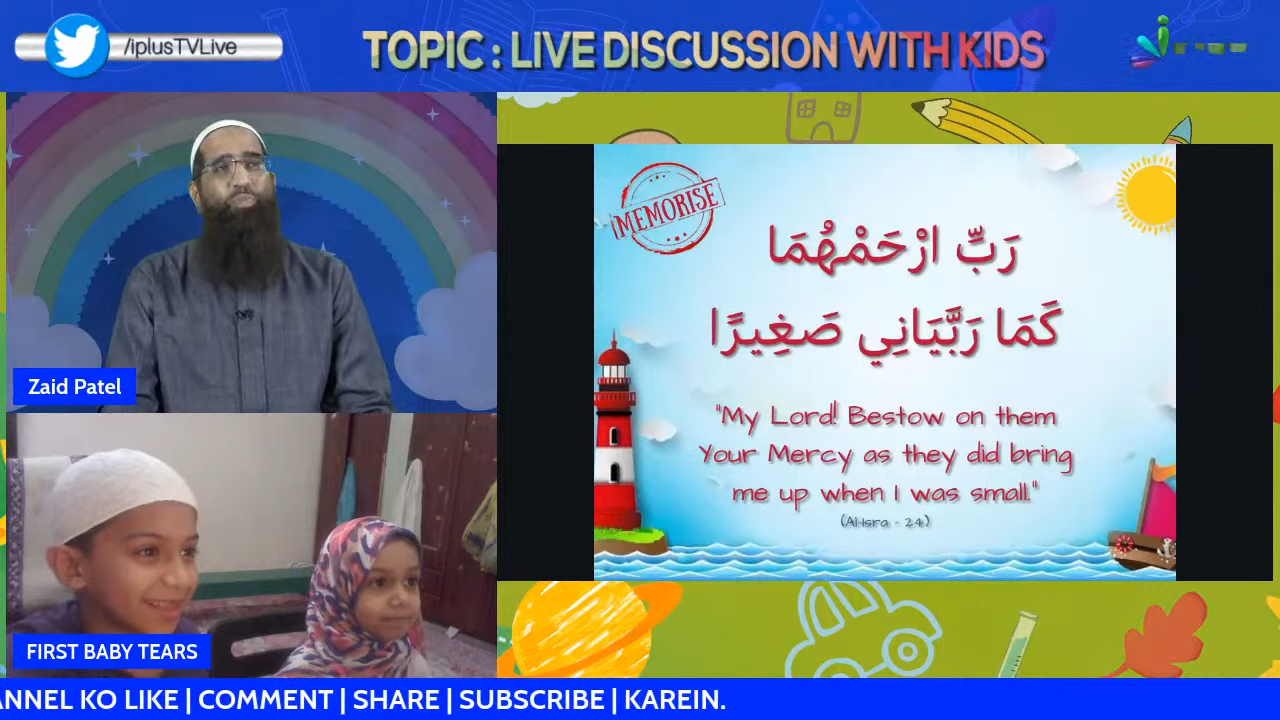 /iplusTVLive
TOPIC : LIVE DISCUSSION WITH KIDS
MEMORISE
رَبِّ ارْحَمْهُمَا
كَمَا رَبَّيَانِي صَغِيرًا
"My Lord! Bestow on them
Your Mercy as they did bring
me up when I was small."
(Al-Isra - 24)
Zaid Patel
FIRST BABY TEARS
ANNEL KO LIKE | COMMENT | SHARE | SUBSCRIBE | KAREIN.